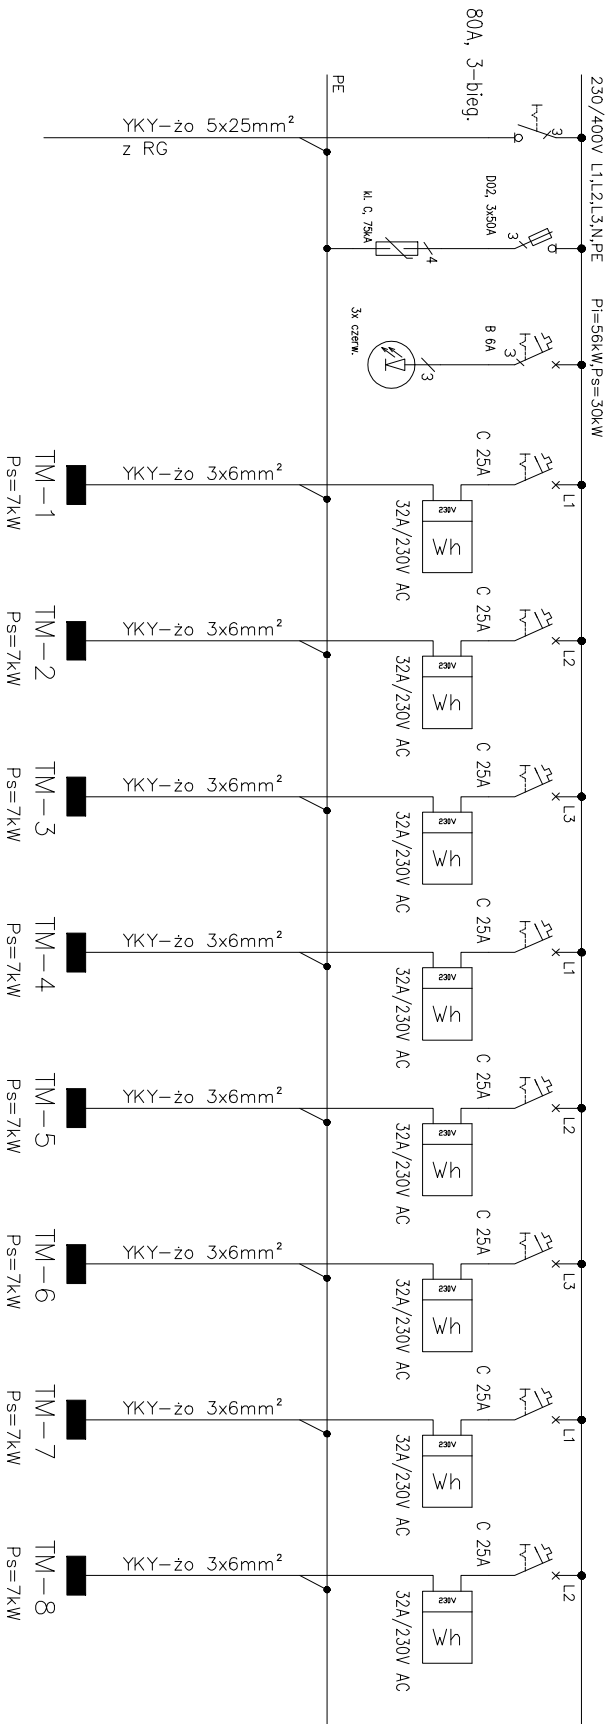 230/400V L1,L2,L3,N,PE Pi=56kW,Ps=30kW
80A, 3-bieg.
3
PE
YKY-żo 5x25mm²
z RG
D02, 3x50A
3
kl. C, 75kA
4
B 6A
3
3x czerw.
3
L1
C 25A
230V
Wh
32A/230V AC
YKY-żo 3x6mm²
TM-1
Ps=7kW
L2
C 25A
230V
Wh
32A/230V AC
YKY-żo 3x6mm²
TM-2
Ps=7kW
L3
C 25A
230V
Wh
32A/230V AC
YKY-żo 3x6mm²
TM-3
Ps=7kW
L1
C 25A
230V
Wh
32A/230V AC
YKY-żo 3x6mm²
TM-4
Ps=7kW
L2
C 25A
230V
Wh
32A/230V AC
YKY-żo 3x6mm²
TM-5
Ps=7kW
L3
C 25A
230V
Wh
32A/230V AC
YKY-żo 3x6mm²
TM-6
Ps=7kW
L1
C 25A
230V
Wh
32A/230V AC
YKY-żo 3x6mm²
TM-7
Ps=7kW
L2
C 25A
230V
Wh
32A/230V AC
YKY-żo 3x6mm²
TM-8
Ps=7kW